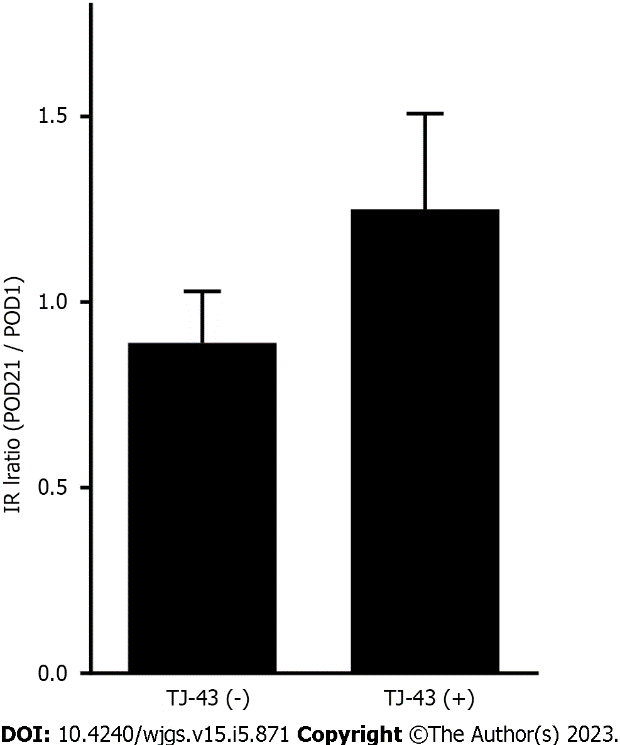 1.5
1.0
0.5
0.0
IR lratio (POD21 / POD1)
TJ-43 (-) TJ-43 (+)
DOI: 10.4240/wjgs.v15.i5.871 Copyright ©The Author(s) 2023.